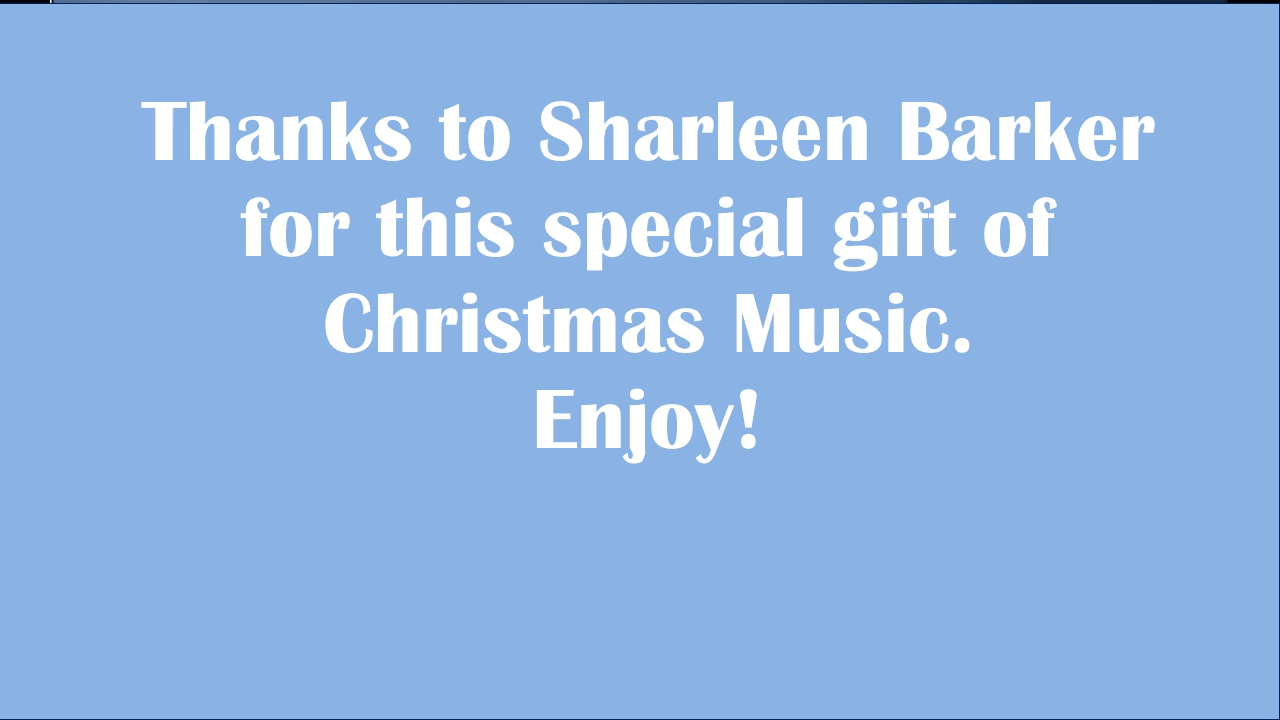 Thanks to Sharleen Barker
for this special gift of
Christmas Music.
Enjoy!